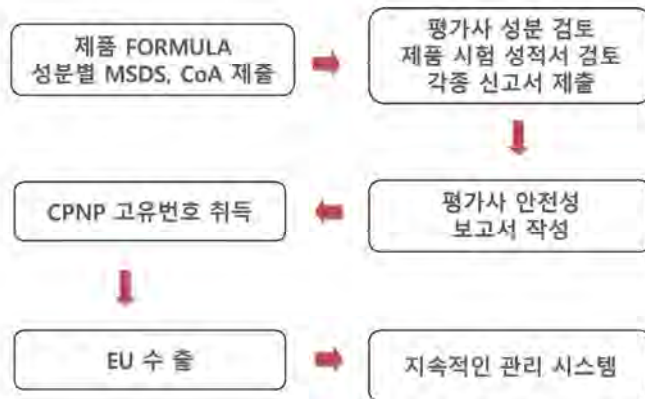 제품 FORMULA
성분별 MSDS, CoA 제출
평가사 성분 검토
제품 시험 성적서 검토
각종 신고서 제출
평가사 안전성
보고서 작성
CPNP 고유번호 취득
EU 수 출
지속적인 관리 시스템